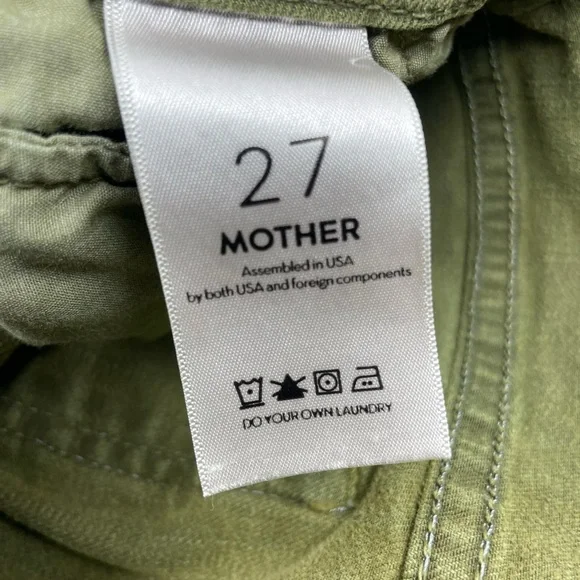 27
MOTHER
Assembled in USA
by both USA and foreign components
DO YOUR OWN LAUNDRY